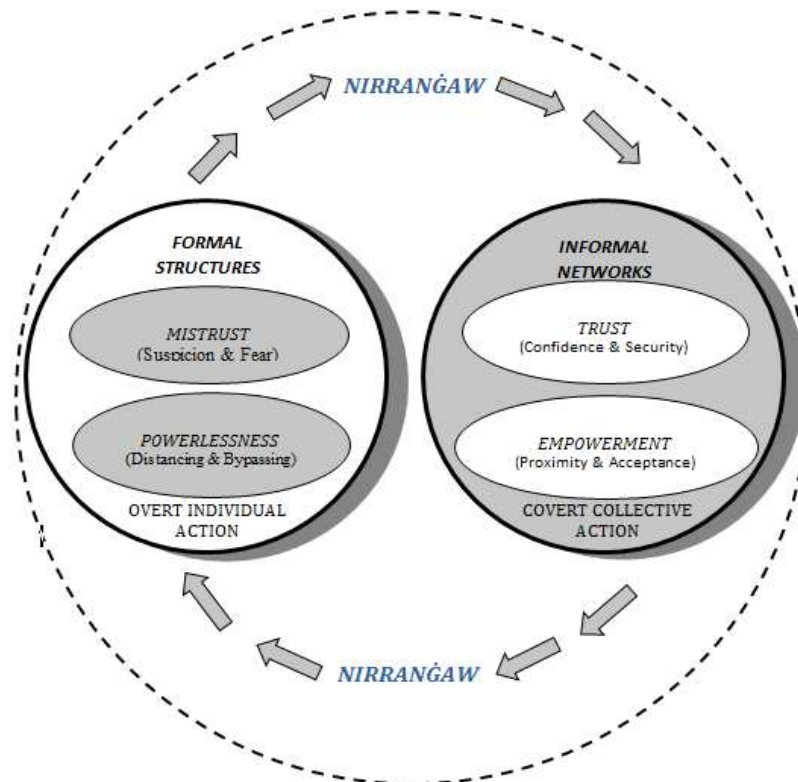 NIRRANĠAW
FORMAL
STRUCTURES
MISTRUST
(Suspicion & Fear)
POWERLESSNESS
(Distancing & Bypassing)
OVERT INDIVIDUAL
ACTION
INFORMAL
NETWORKS
TRUST
(Confidence & Security)
EMPOWERMENT
(Proximity & Acceptance)
COVERT COLLECTIVE
ACTION
NIRRANĠAW